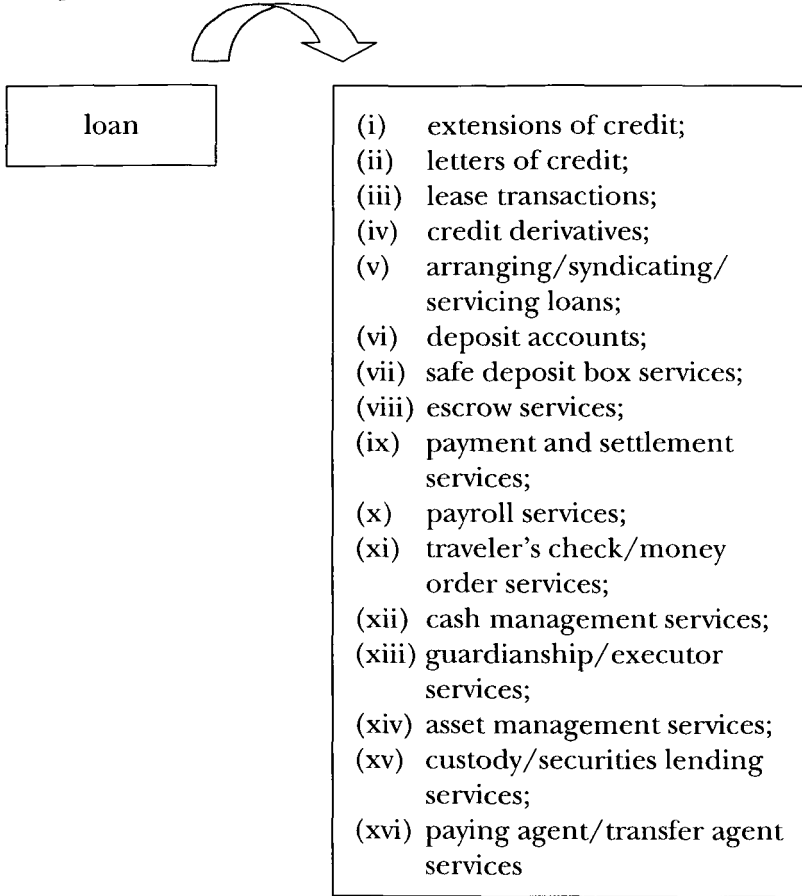 loan
(i) extensions of credit;
(ii) letters of credit;
(iii) lease transactions;
(iv) credit derivatives;
(v) arranging/syndicating/
servicing loans;
(vi) deposit accounts;
(vii) safe deposit box services;
(viii) escrow services;
(ix) payment and settlement
services;
(x) payroll services;
(xi) traveler's check/money
order services;
(xii) cash management services;
(xiii) guardianship/executor
services;
(xiv) asset management services;
(xv) custody/securities lending
services;
(xvi) paying agent/transfer agent
services